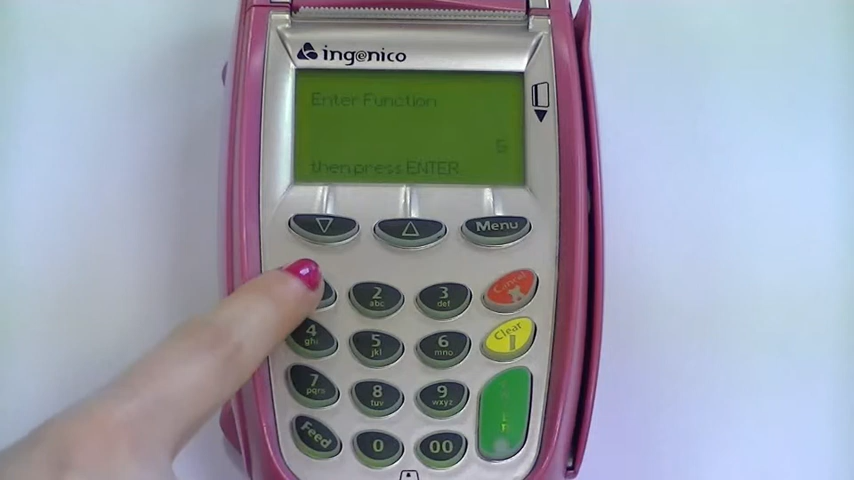 ingenico
Enter Function
5
then press ENTER
Menu
2
abc
3
def
Cancel
4
ghi
5
jkl
6
mno
Clear
7
pqrs
8
tuv
9
wxyz
Feed
0
00